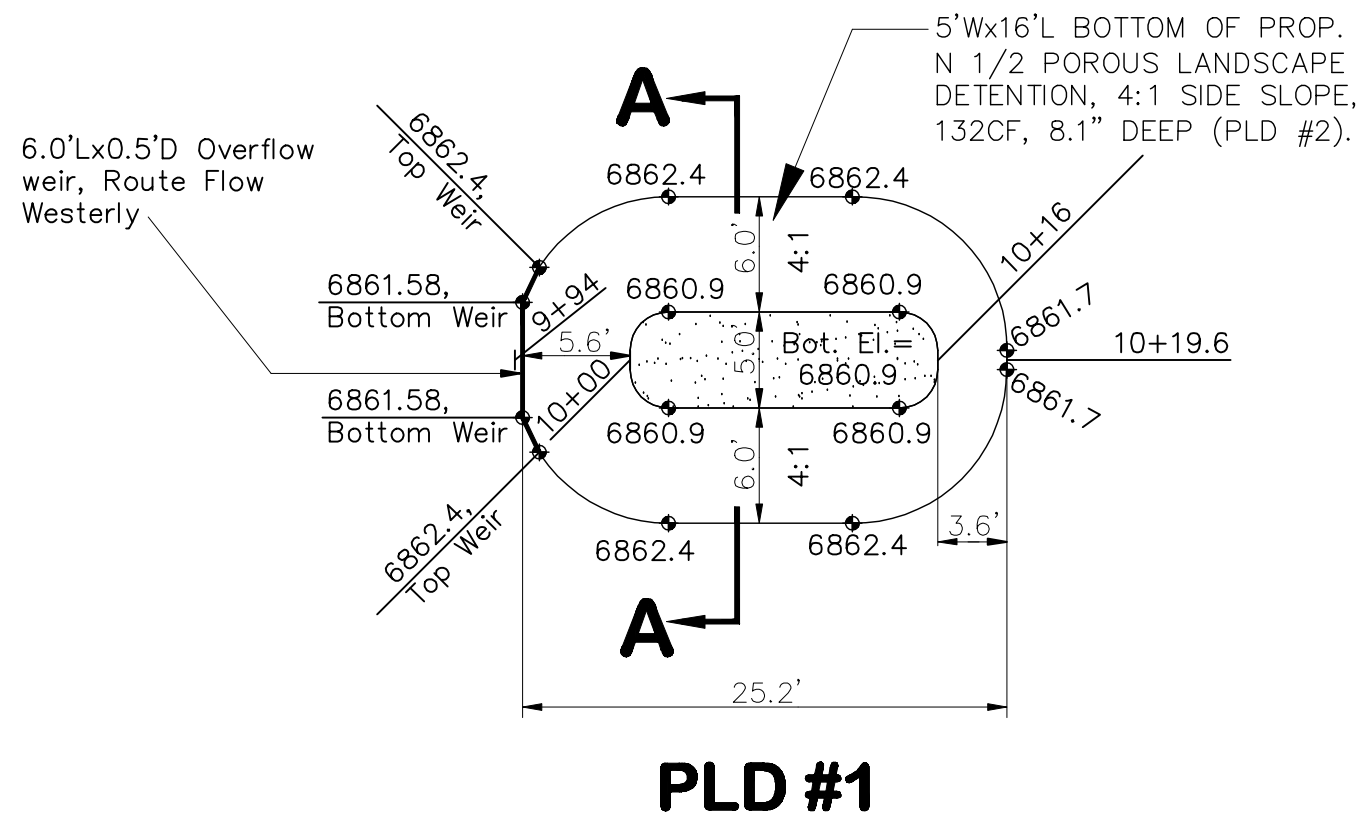 5'Wx16'L BOTTOM OF PROP.
N 1/2 POROUS LANDSCAPE
DETENTION, 4:1 SIDE SLOPE,
132CF, 8.1" DEEP (PLD #2).
A
6.0'Lx0.5'D Overflow
weir, Route Flow
Westerly
6862.4,
Top Weir
6862.4
6862.4
10+16
6.0'
4:1
6861.58,
Bottom Weir
9+94
6860.9
6860.9
6861.7
5.6'
5.0'
Bot. El.=
6860.9
10+19.6
6861.7
6861.58,
Bottom Weir
10+00
6860.9
6860.9
6.0'
4:1
6862.4,
Top Weir
6862.4
6862.4
3.6'
A
25.2'
PLD #1